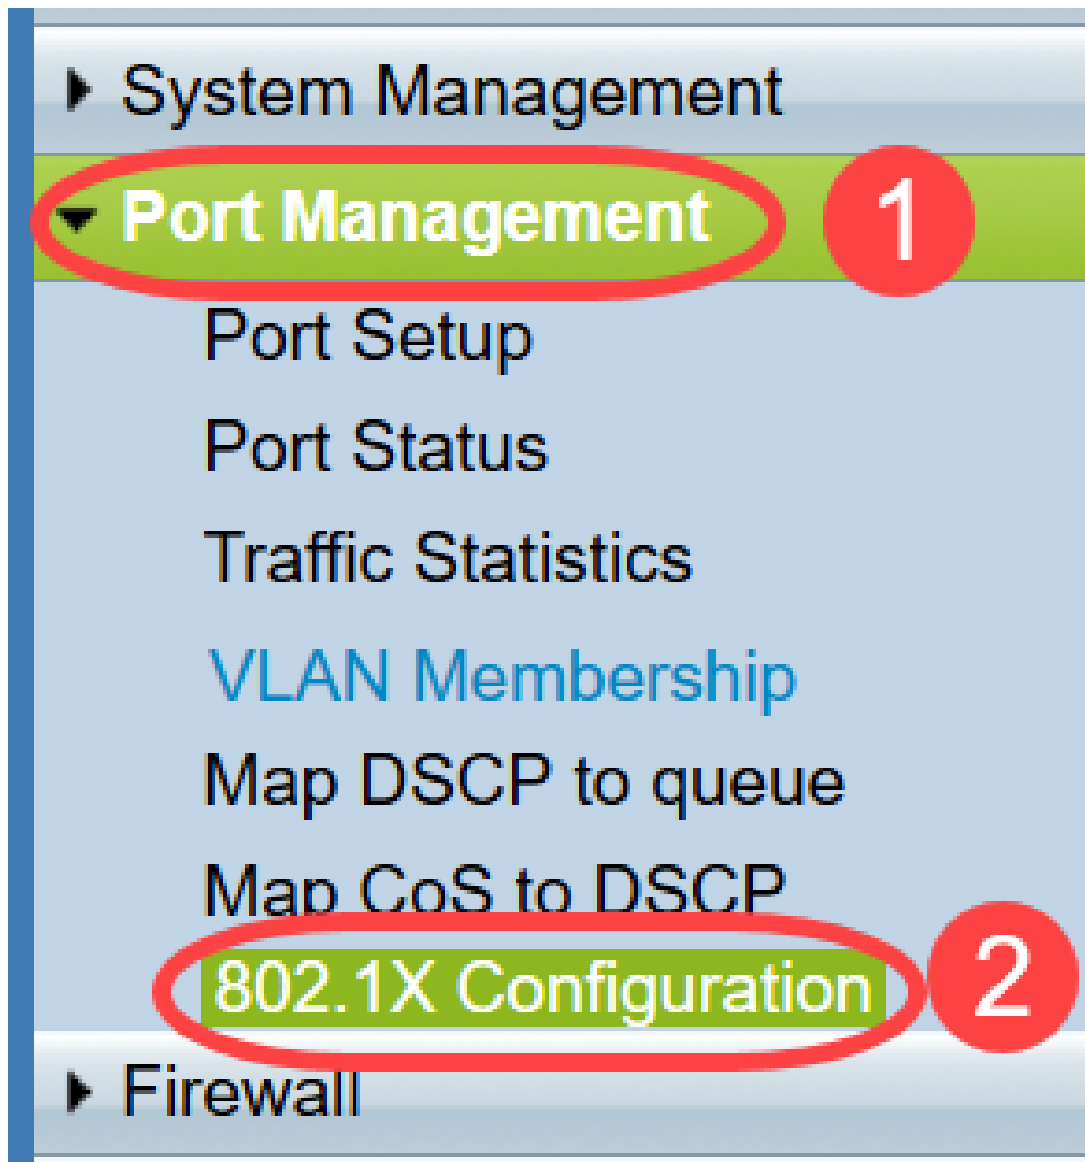 System Management
Port Management 1
Port Setup
Port Status
Traffic Statistics
VLAN Membership
Map DSCP to queue
Map CoS to DSCP
802.1X Configuration 2
Firewall